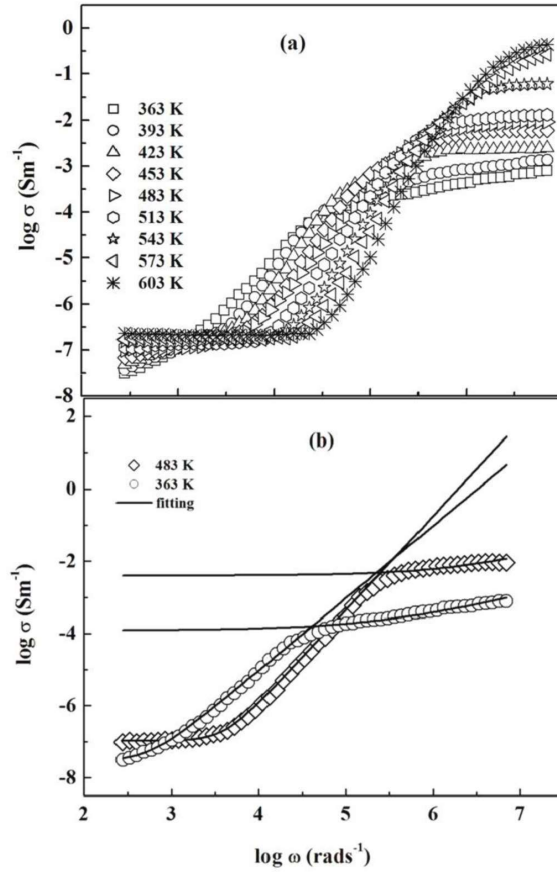 (a)
0
-1
-2
-3
-4
-5
-6
-7
-8
log σ (Sm⁻¹)
363 K
393 K
423 K
453 K
483 K
513 K
543 K
573 K
603 K
(b)
2
0
-2
-4
-6
-8
log σ (Sm⁻¹)
483 K
363 K
fitting
2 3 4 5 6 7
log ω (rads⁻¹)